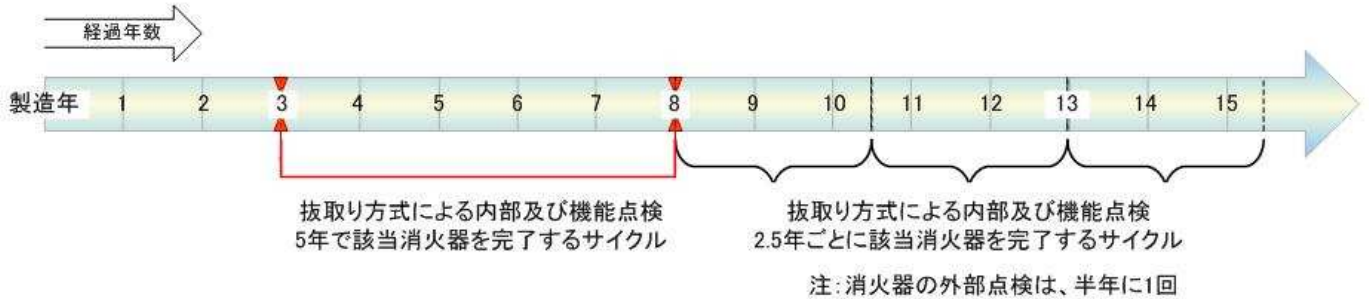 経過年数
製造年 1 2 3 4 5 6 7 8 9 10 11 12 13 14 15
抜取り方式による内部及び機能点検
5年で該当消火器を完了するサイクル
抜取り方式による内部及び機能点検
2.5年ごとに該当消火器を完了するサイクル
注:消火器の外部点検は、半年に1回